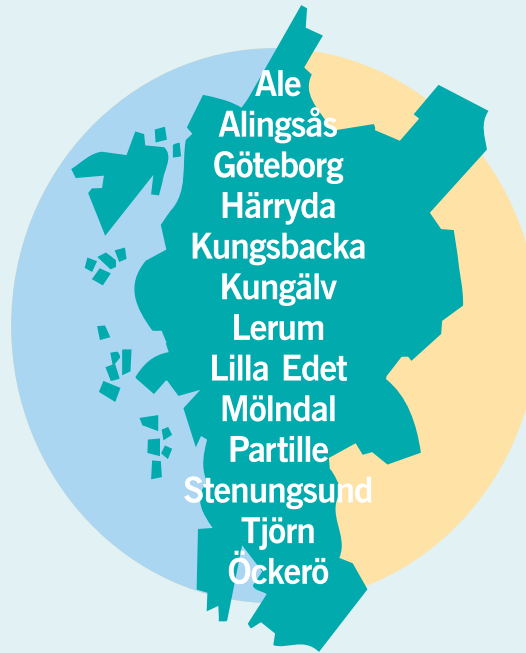 Ale
Alingsås
Göteborg
Härryda
Kungsbacka
Kungälv
Lerum
Lilla Edet
Mölndal
Partille
Stenungsund
Tjörn
Öckerö